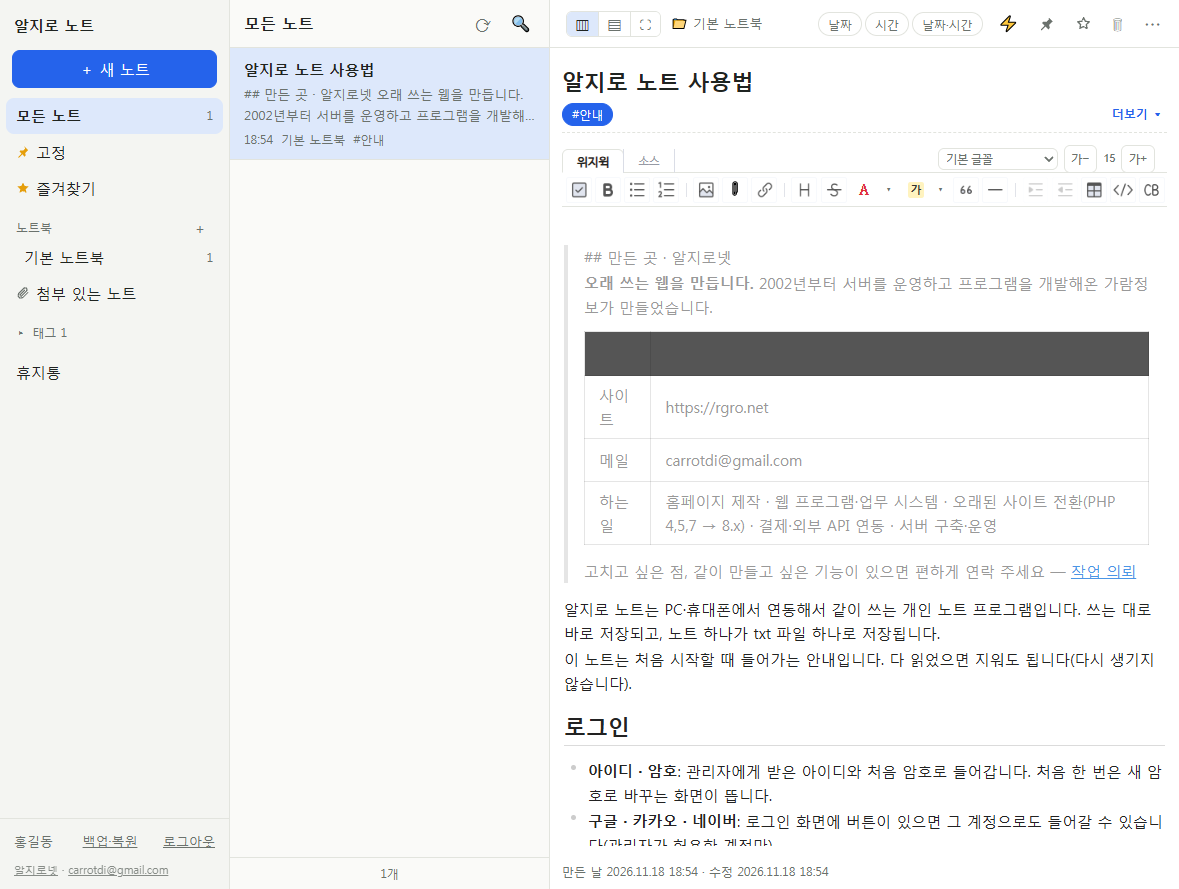 알지로 노트
+ 새 노트
모든 노트 1
고정
즐겨찾기
노트북 +
기본 노트북 1
첨부 있는 노트
태그 1
휴지통
홍길동 백업·복원 로그아웃
알지로넷 · carrotdi@gmail.com
모든 노트
알지로 노트 사용법
## 만든 곳 · 알지로넷 오래 쓰는 웹을 만듭니다.
2002년부터 서버를 운영하고 프로그램을 개발해...
18:54 기본 노트북 #안내
1개
기본 노트북 날짜 시간 날짜·시간
알지로 노트 사용법
#안내 더보기
위지윅 소스 기본 글꼴 가− 15 가+
B H S A 가 66 </> CB
## 만든 곳 · 알지로넷
오래 쓰는 웹을 만듭니다. 2002년부터 서버를 운영하고 프로그램을 개발해온 가람정
보가 만들었습니다.
사이
트
https://rgro.net
메일 carrotdi@gmail.com
하는
일
홈페이지 제작 · 웹 프로그램·업무 시스템 · 오래된 사이트 전환(PHP
4,5,7 → 8.x) · 결제·외부 API 연동 · 서버 구축·운영
고치고 싶은 점, 같이 만들고 싶은 기능이 있으면 편하게 연락 주세요 — 작업 의뢰
알지로 노트는 PC·휴대폰에서 연동해서 같이 쓰는 개인 노트 프로그램입니다. 쓰는 대로
바로 저장되고, 노트 하나가 txt 파일 하나로 저장됩니다.
이 노트는 처음 시작할 때 들어가는 안내입니다. 다 읽었으면 지워도 됩니다(다시 생기지
않습니다).
로그인
아이디 · 암호: 관리자에게 받은 아이디와 처음 암호로 들어갑니다. 처음 한 번은 새 암
호로 바꾸는 화면이 뜹니다.
구글 · 카카오 · 네이버: 로그인 화면에 버튼이 있으면 그 계정으로도 들어갈 수 있습니
다(관리자가 허용한 계정만)
만든 날 2026.11.18 18:54 · 수정 2026.11.18 18:54